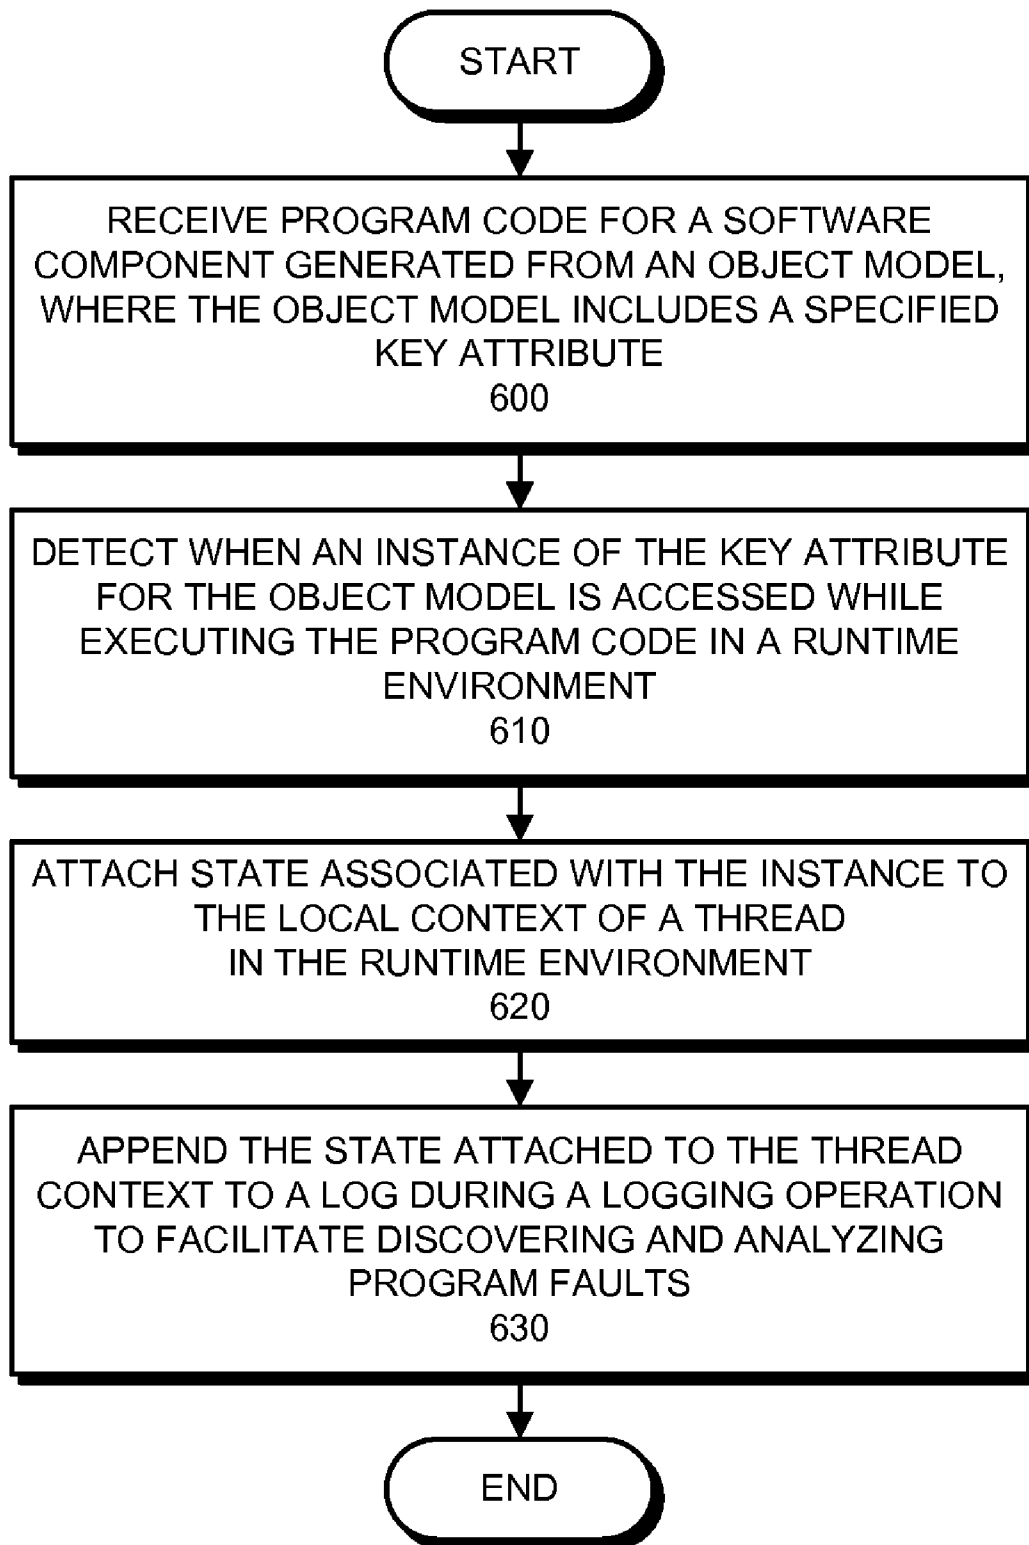 START
RECEIVE PROGRAM CODE FOR A SOFTWARE
COMPONENT GENERATED FROM AN OBJECT MODEL,
WHERE THE OBJECT MODEL INCLUDES A SPECIFIED
KEY ATTRIBUTE
600
DETECT WHEN AN INSTANCE OF THE KEY ATTRIBUTE
FOR THE OBJECT MODEL IS ACCESSED WHILE
EXECUTING THE PROGRAM CODE IN A RUNTIME
ENVIRONMENT
610
ATTACH STATE ASSOCIATED WITH THE INSTANCE TO
THE LOCAL CONTEXT OF A THREAD
IN THE RUNTIME ENVIRONMENT
620
APPEND THE STATE ATTACHED TO THE THREAD
CONTEXT TO A LOG DURING A LOGGING OPERATION
TO FACILITATE DISCOVERING AND ANALYZING
PROGRAM FAULTS
630
END